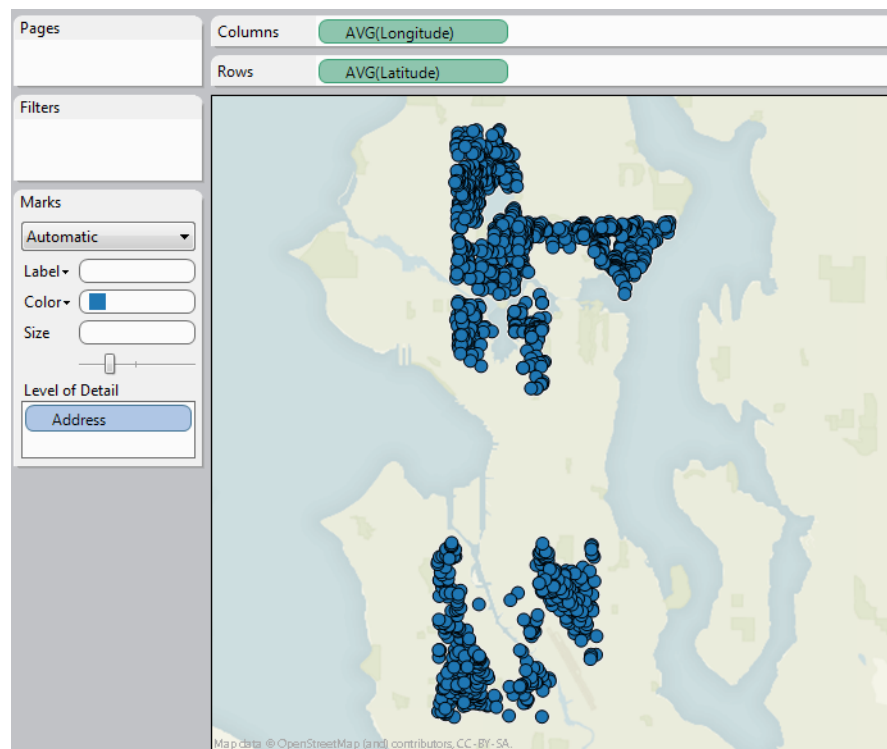 Pages
Columns AVG(Longitude)
Rows AVG(Latitude)
Filters
Marks
Automatic
Label
Color
Size
Level of Detail
Address
Map data © OpenStreetMap (and) contributors, CC-BY-SA.